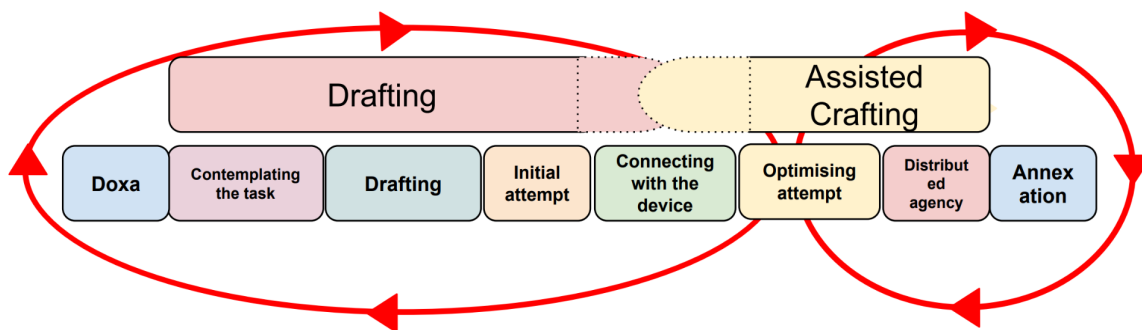 Drafting
Assisted
Crafting
Doxa
Contemplating
the task
Drafting
Initial
attempt
Connecting
with the
device
Optimising
attempt
Distribut
ed
agency
Annex
ation